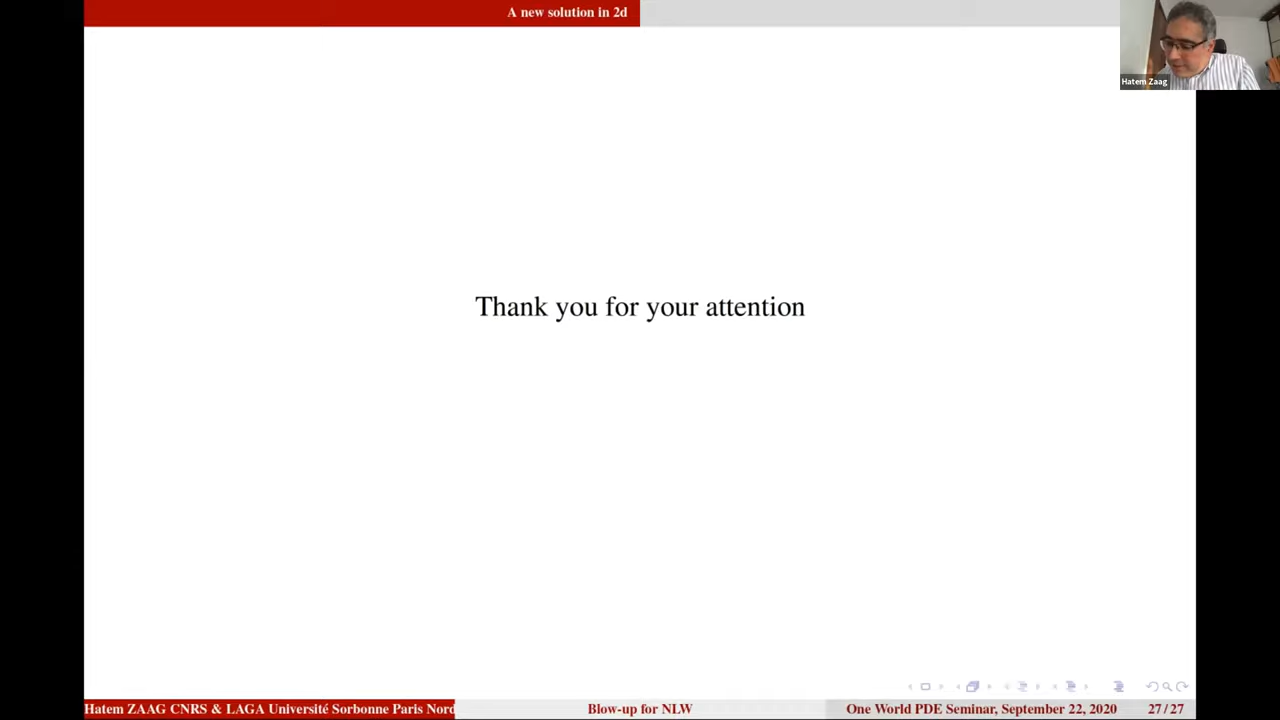 A new solution in 2d
Hatem Zaag
Thank you for your attention
Hatem ZAAG CNRS & LAGA Université Sorbonne Paris Nord
Blow-up for NLW
One World PDE Seminar, September 22, 2020
27 / 27